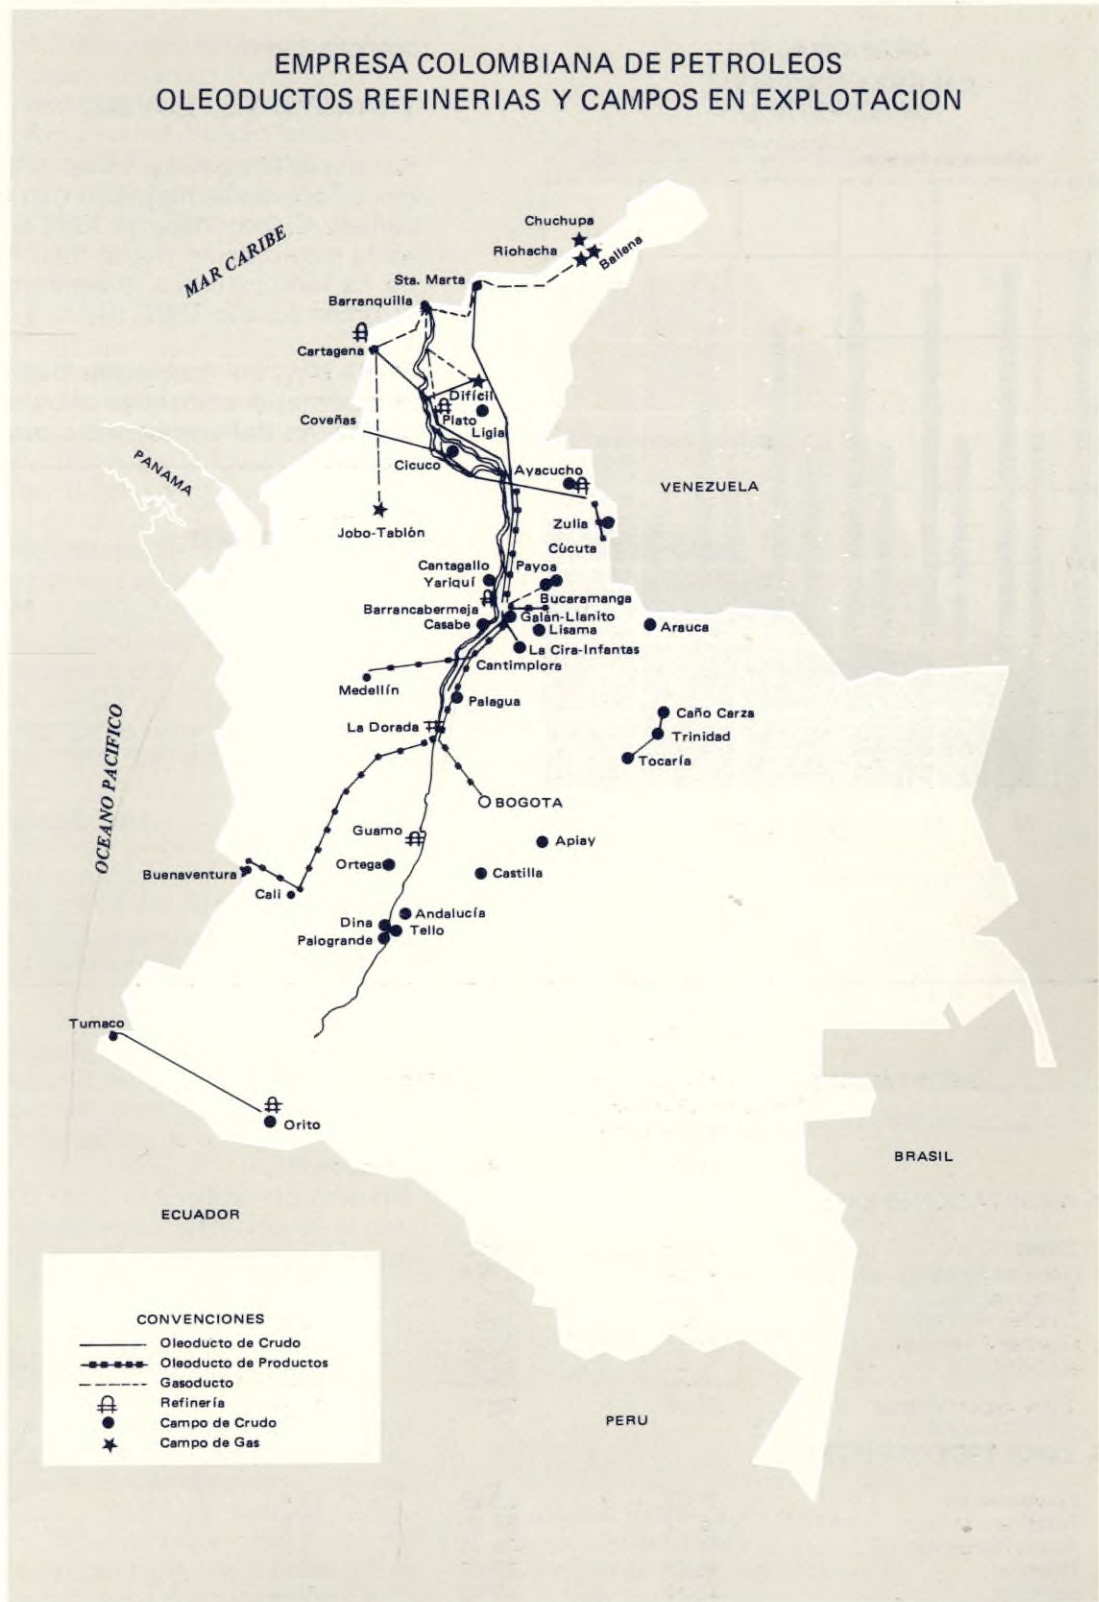 EMPRESA COLOMBIANA DE PETROLEOS
OLEODUCTOS REFINERIAS Y CAMPOS EN EXPLOTACION
MAR CARIBE
Chuchupa
Riohacha
Ballena
Sta. Marta
Barranquilla
Cartagena
Difícil
Plato
Ligia
Coveñas
Cicuco
Ayacucho
PANAMA
VENEZUELA
Zulia
Jobo-Tablón
Cùcuta
Cantagallo
Payoa
Yariquí
Bucaramanga
Barrancabermeja
Galán-Llanito
Casabe
Lisama
Arauca
La Cira-Infantas
Cantimplora
Medellín
Palagua
Caño Carza
La Dorada
Trinidad
Tocaría
OCEANO PACIFICO
BOGOTA
Guamo
Apiay
Ortega
Castilla
Buenaventura
Cali
Andalucía
Dina
Tello
Palogrande
Tumaco
Orito
BRASIL
ECUADOR
CONVENCIONES
Oleoducto de Crudo
Oleoducto de Productos
Gasoducto
Refinería
Campo de Crudo
Campo de Gas
PERU